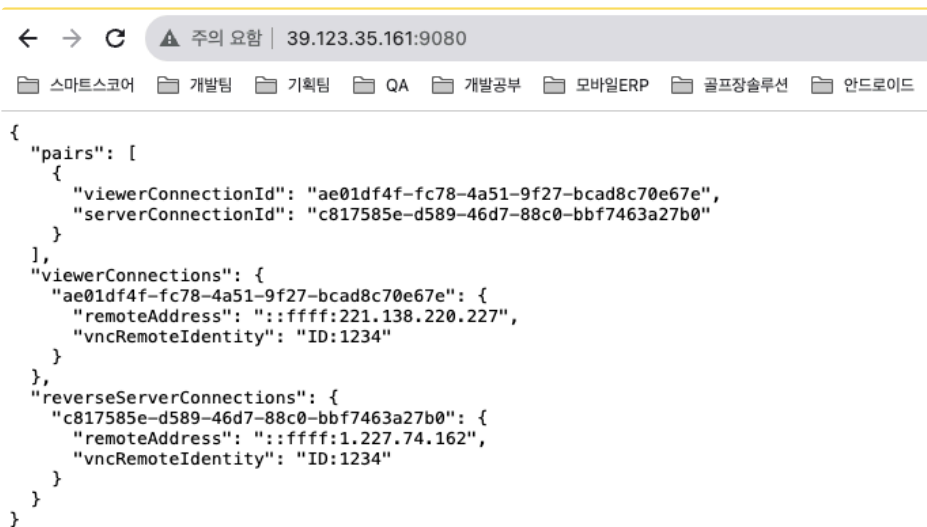 주의 요함 39.123.35.161:9080
스마트스코어 개발팀 기획팀 QA 개발공부 모바일ERP 골프장솔루션 안드로이드
{
  "pairs": [
    {
      "viewerConnectionId": "ae01df4f-fc78-4a51-9f27-bcad8c70e67e",
      "serverConnectionId": "c817585e-d589-46d7-88c0-bbf7463a27b0"
    }
  ],
  "viewerConnections": {
    "ae01df4f-fc78-4a51-9f27-bcad8c70e67e": {
      "remoteAddress": "::ffff:221.138.220.227",
      "vncRemoteIdentity": "ID:1234"
    }
  },
  "reverseServerConnections": {
    "c817585e-d589-46d7-88c0-bbf7463a27b0": {
      "remoteAddress": "::ffff:1.227.74.162",
      "vncRemoteIdentity": "ID:1234"
    }
  }
}